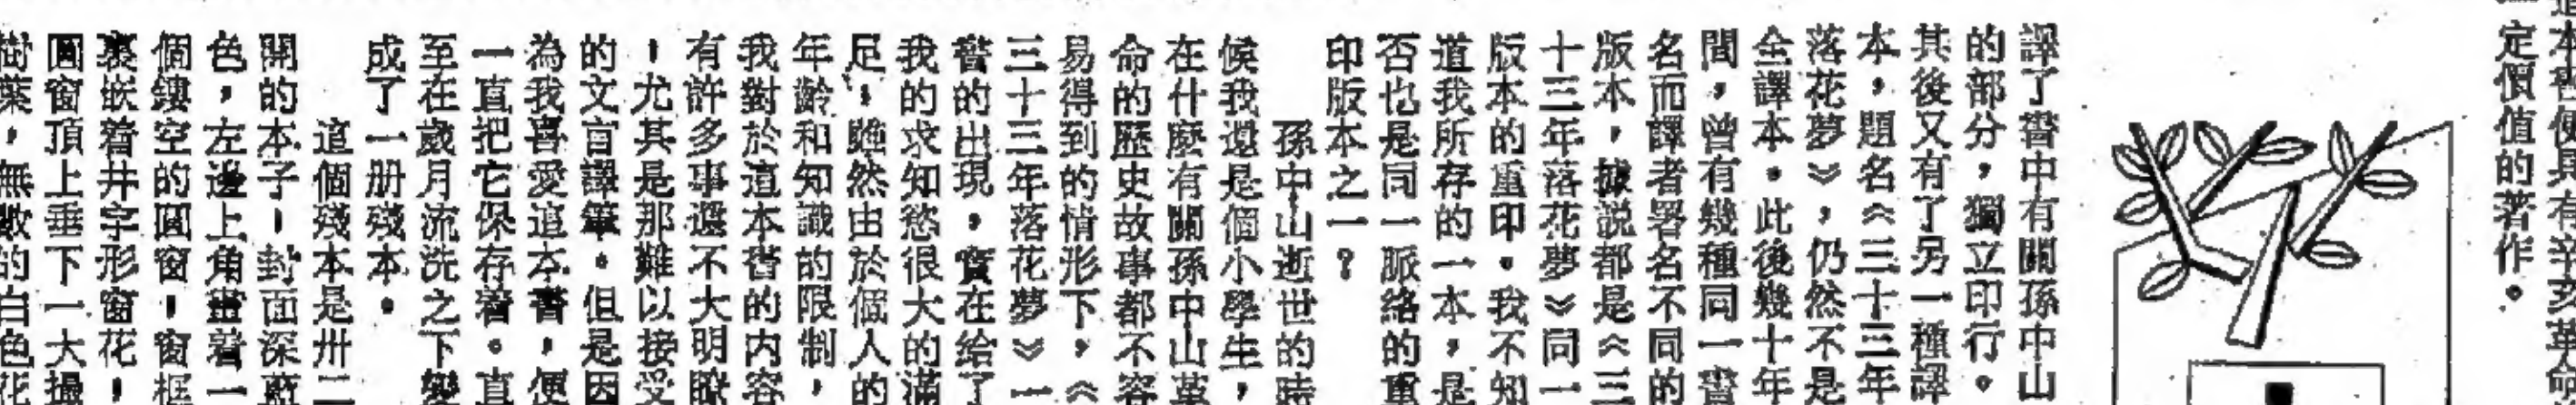 這本書便具有辛亥革命
定價值的著作。
譯了書中有關孫中山
的部分，獨立印行。
其後又有了另一種譯
本，題名《三十三年
落花夢》，仍然不是
全譯本。此後幾十年
間，曾有幾種同一書
名而譯者署名不同的
版本，據説都是《三
十三年落花夢》同一
版本的重印。我不知
道我所存的一本，是
否也是同一脈絡的重
印版本之一？
孫中山逝世的時
候我還是個小學生，
在什麼有關孫中山革
命的歷史故事都不容
易得到的情形下，《
三十三年落花夢》一
書的出現，實在給了
我的求知慾很大的滿
足，雖然由於個人的
年齡和知識的限制，
我對於這本書的内容
有許多事還不大明瞭
，尤其是那難以接受
的文言譯筆。但是因
為我喜愛這本書，便
一直把它保存着。直
至在歲月流洗之下變
成了一册殘本。
這個殘本是卅二
開的本子，封面深藍
色，左邊上角畫着一
個鏤空的圓窗，窗框
裏嵌着井字形窗花，
圓窗頂上垂下一大撮
樹葉，無數的白色花